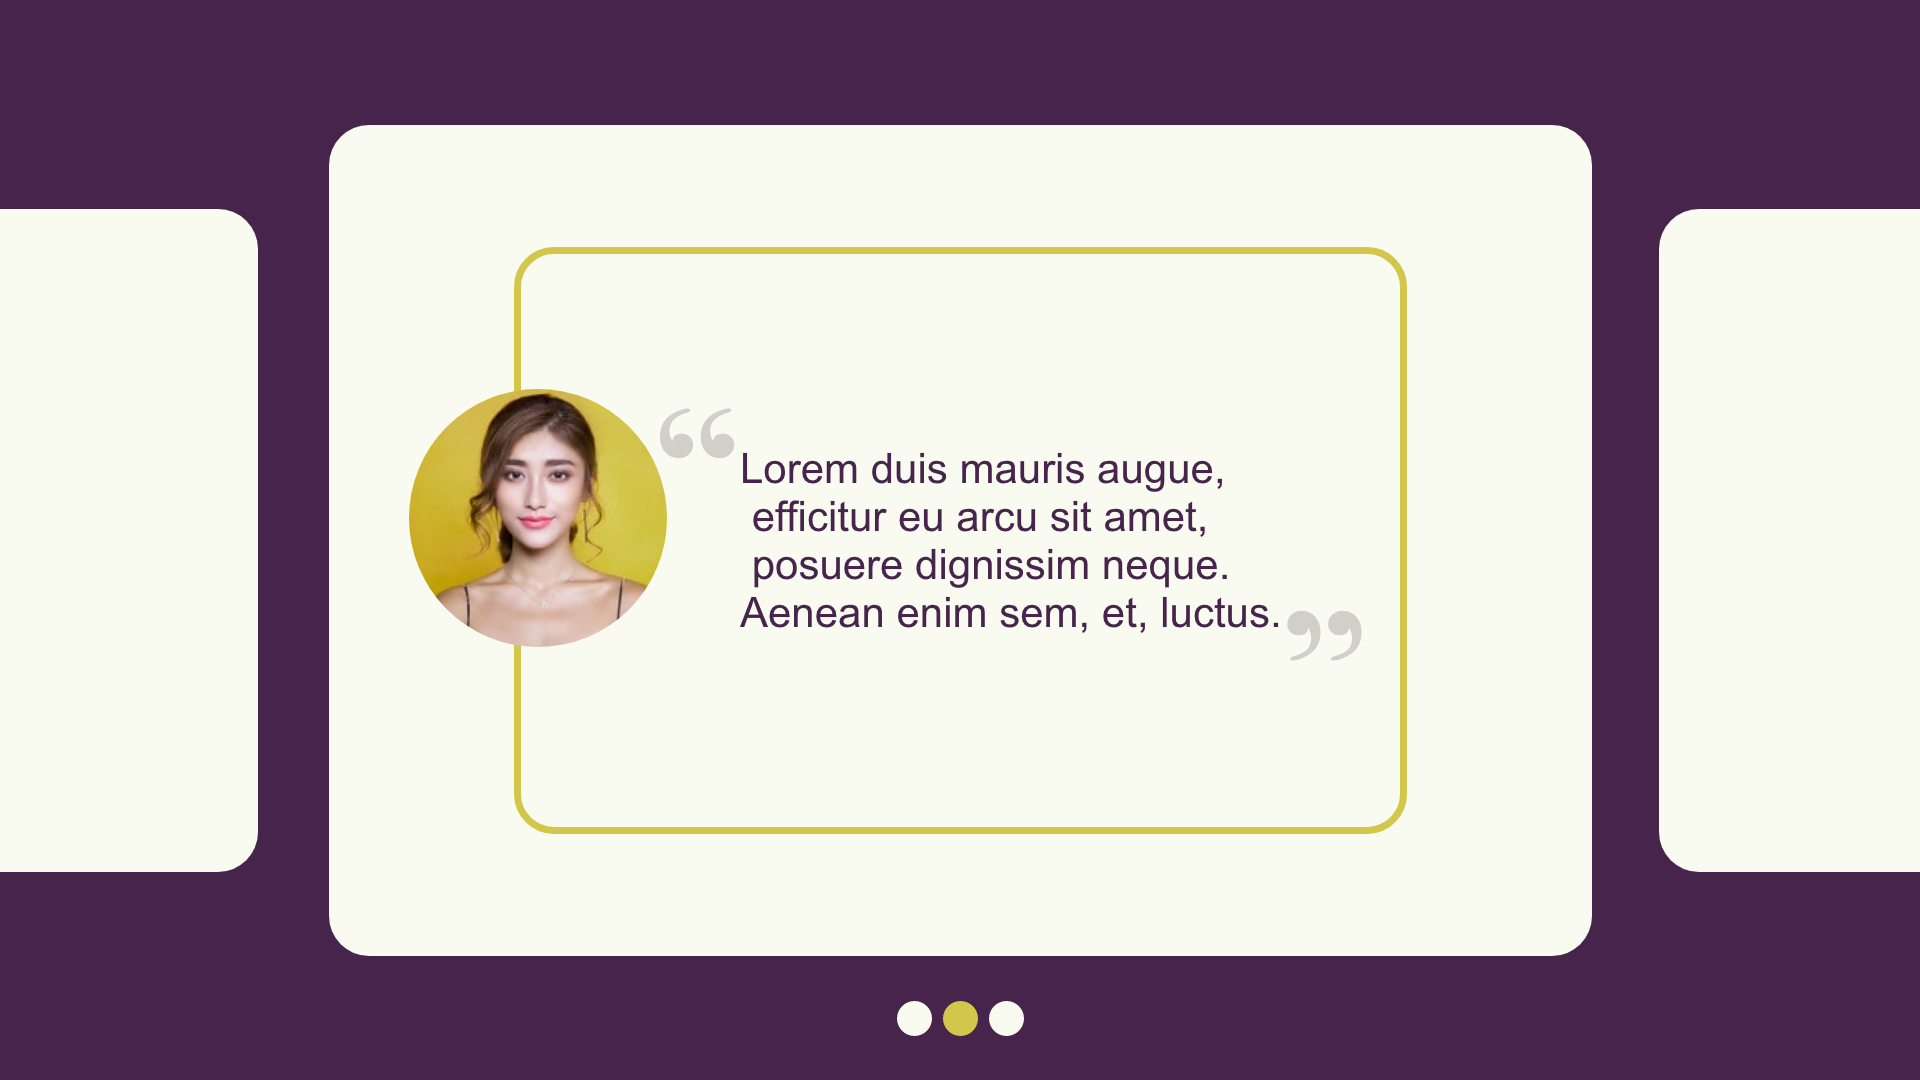 “Lorem duis mauris augue,
efficitur eu arcu sit amet,
posuere dignissim neque.
Aenean enim sem, et, luctus.”